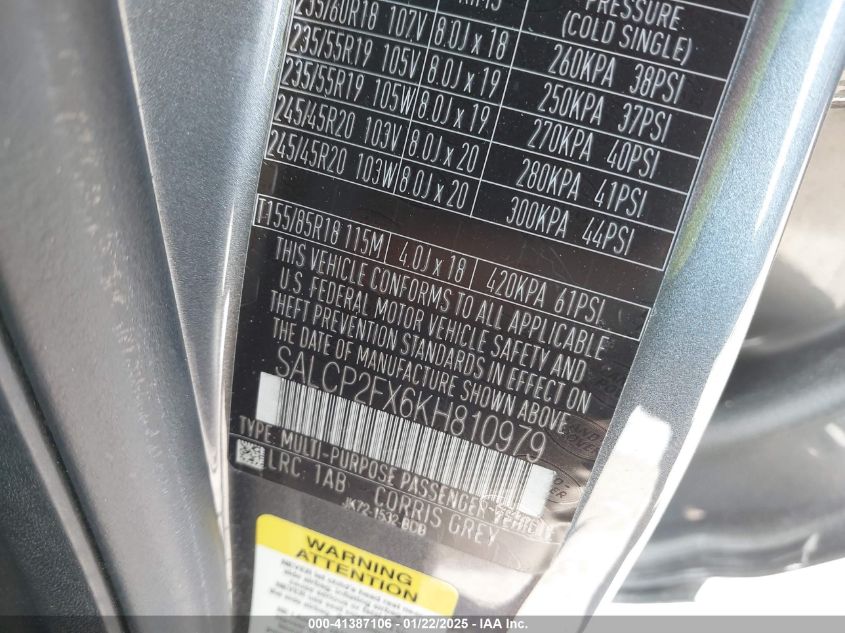 PRESSURE
(COLD SINGLE)
235/60R18 102V 8.0J x 18 260KPA 38PSI
235/55R19 105V 8.0J x 19 250KPA 37PSI
235/55R19 105W 8.0J x 19 270KPA 40PSI
245/45R20 103V 8.0J x 20 280KPA 41PSI
245/45R20 103W 8.0J x 20 300KPA 44PSI
T155/85R18 115M 4.0J x 18 420KPA 61PSI.
THIS VEHICLE CONFORMS TO ALL APPLICABLE
U.S. FEDERAL MOTOR VEHICLE SAFETY AND
THEFT PREVENTION STANDARDS IN EFFECT ON
THE DATE OF MANUFACTURE SHOWN ABOVE.
SALCP2FX6KH810979
TYPE: MULTI-PURPOSE PASSENGER VEHICLE
LRC: 1AB CORRIS GREY
JK72-1532-BCB
WARNING
ATTENTION
000-41387106 - 01/22/2025 - IAA Inc.